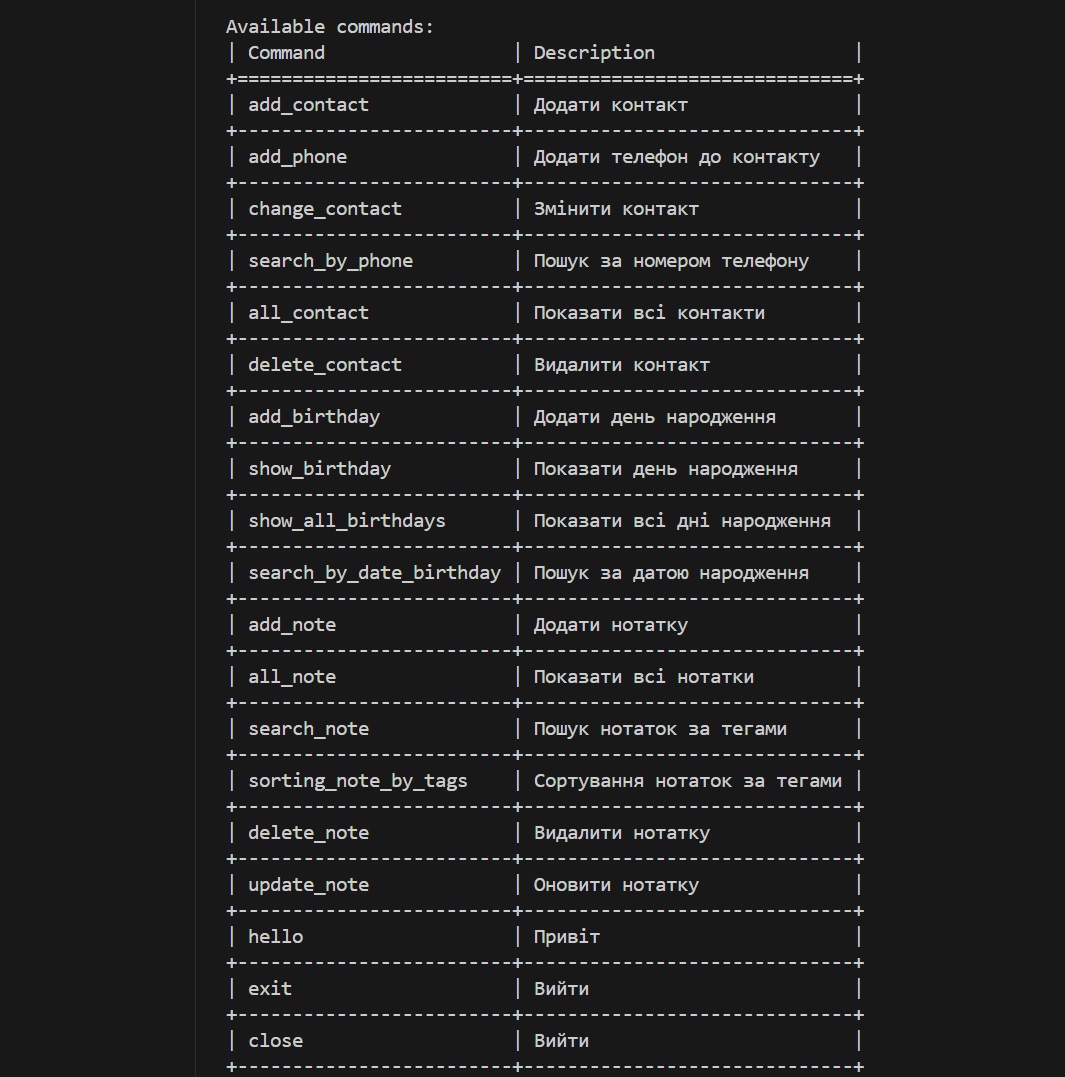 Available commands:
| Command                 | Description                  |
+=========================+==============================+
| add_contact             | Додати контакт               |
+-------------------------+------------------------------+
| add_phone               | Додати телефон до контакту   |
+-------------------------+------------------------------+
| change_contact          | Змінити контакт              |
+-------------------------+------------------------------+
| search_by_phone         | Пошук за номером телефону    |
+-------------------------+------------------------------+
| all_contact             | Показати всі контакти        |
+-------------------------+------------------------------+
| delete_contact          | Видалити контакт             |
+-------------------------+------------------------------+
| add_birthday            | Додати день народження       |
+-------------------------+------------------------------+
| show_birthday           | Показати день народження     |
+-------------------------+------------------------------+
| show_all_birthdays      | Показати всі дні народження  |
+-------------------------+------------------------------+
| search_by_date_birthday | Пошук за датою народження    |
+-------------------------+------------------------------+
| add_note                | Додати нотатку               |
+-------------------------+------------------------------+
| all_note                | Показати всі нотатки         |
+-------------------------+------------------------------+
| search_note             | Пошук нотаток за тегами      |
+-------------------------+------------------------------+
| sorting_note_by_tags    | Сортування нотаток за тегами |
+-------------------------+------------------------------+
| delete_note             | Видалити нотатку             |
+-------------------------+------------------------------+
| update_note             | Оновити нотатку              |
+-------------------------+------------------------------+
| hello                   | Привіт                       |
+-------------------------+------------------------------+
| exit                    | Вийти                        |
+-------------------------+------------------------------+
| close                   | Вийти                        |
+-------------------------+------------------------------+